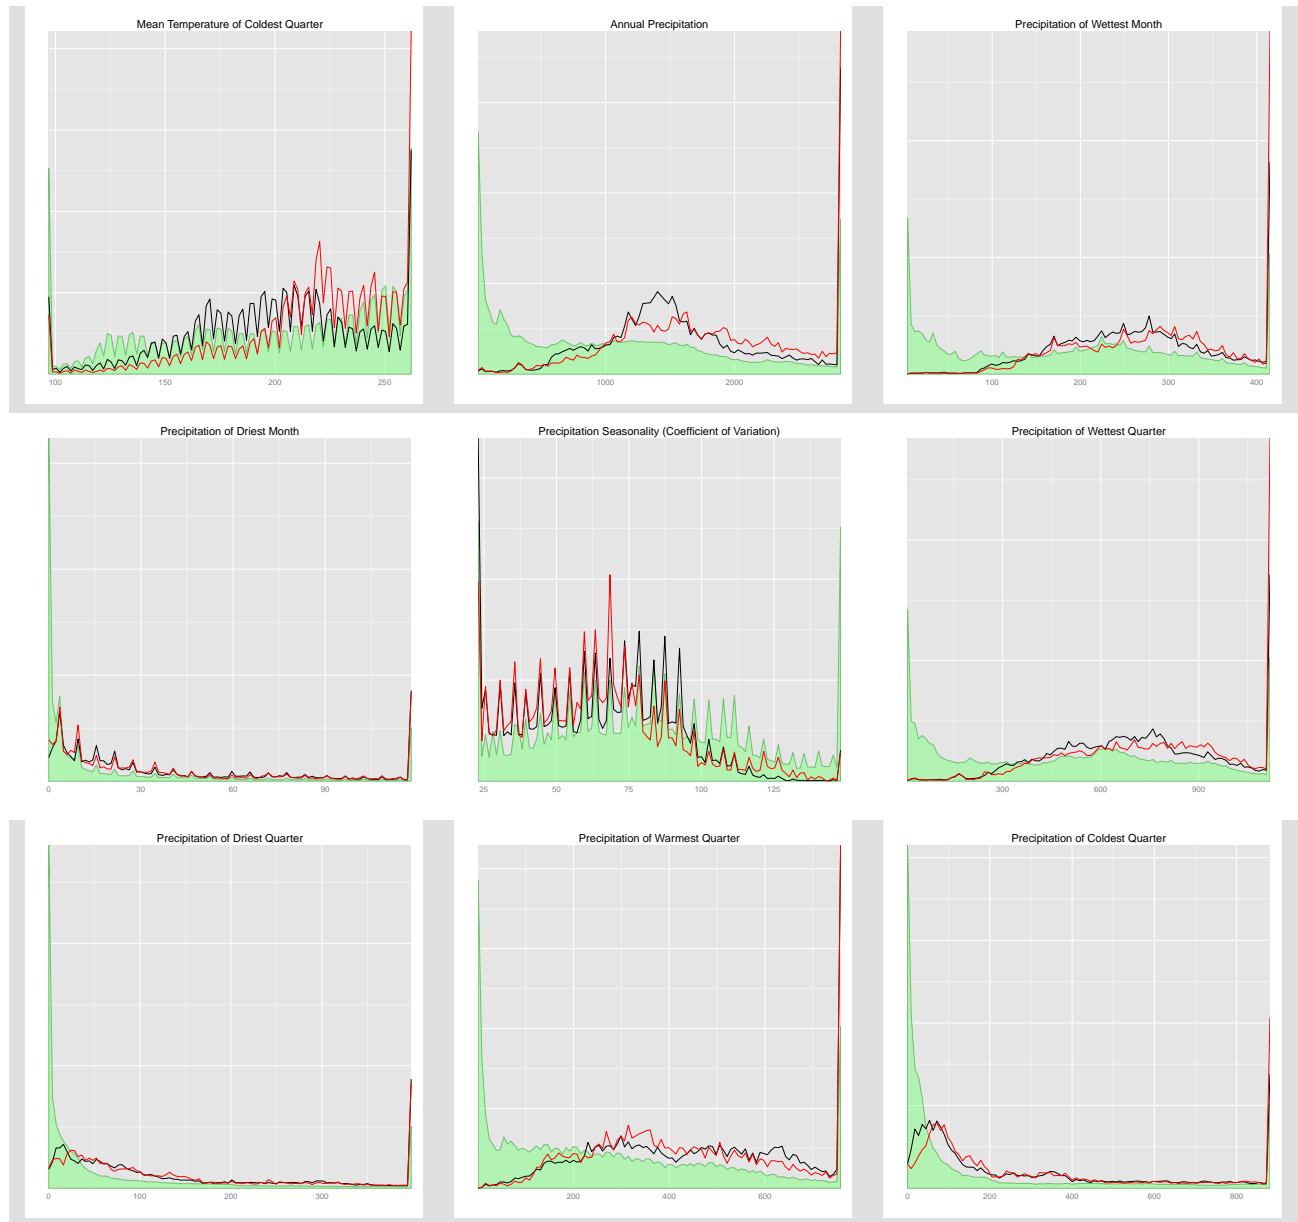 Mean Temperature of Coldest Quarter
100 150 200 250
Annual Precipitation
1000 2000
Precipitation of Wettest Month
100 200 300 400
Precipitation of Driest Month
0 30 60 90
Precipitation Seasonality (Coefficient of Variation)
25 50 75 100 125
Precipitation of Wettest Quarter
300 600 900
Precipitation of Driest Quarter
0 100 200 300
Precipitation of Warmest Quarter
200 400 600
Precipitation of Coldest Quarter
0 200 400 600 800